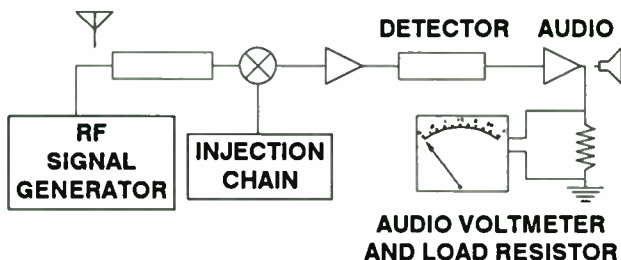 DETECTOR AUDIO
RF
SIGNAL
GENERATOR
INJECTION
CHAIN
AUDIO VOLTMETER
AND LOAD RESISTOR